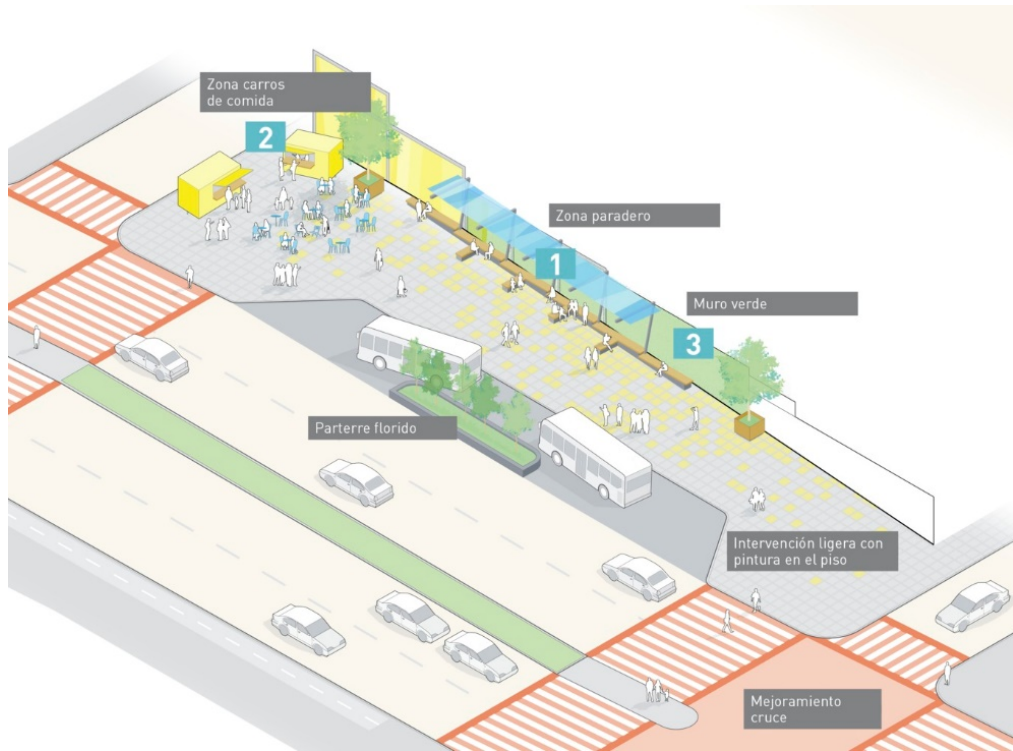 Zona carros
de comida
2
Zona paradero
1
Muro verde
3
Parterre florido
Intervención ligera con
pintura en el piso
Mejoramiento
cruce